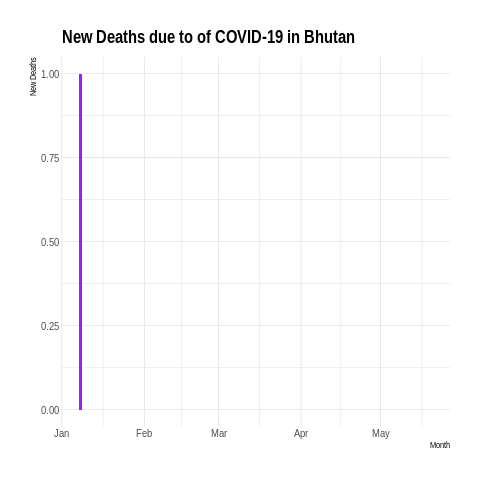 New Deaths due to of COVID-19 in Bhutan
New Deaths
1.00
0.75
0.50
0.25
0.00
Jan Feb Mar Apr May
Month